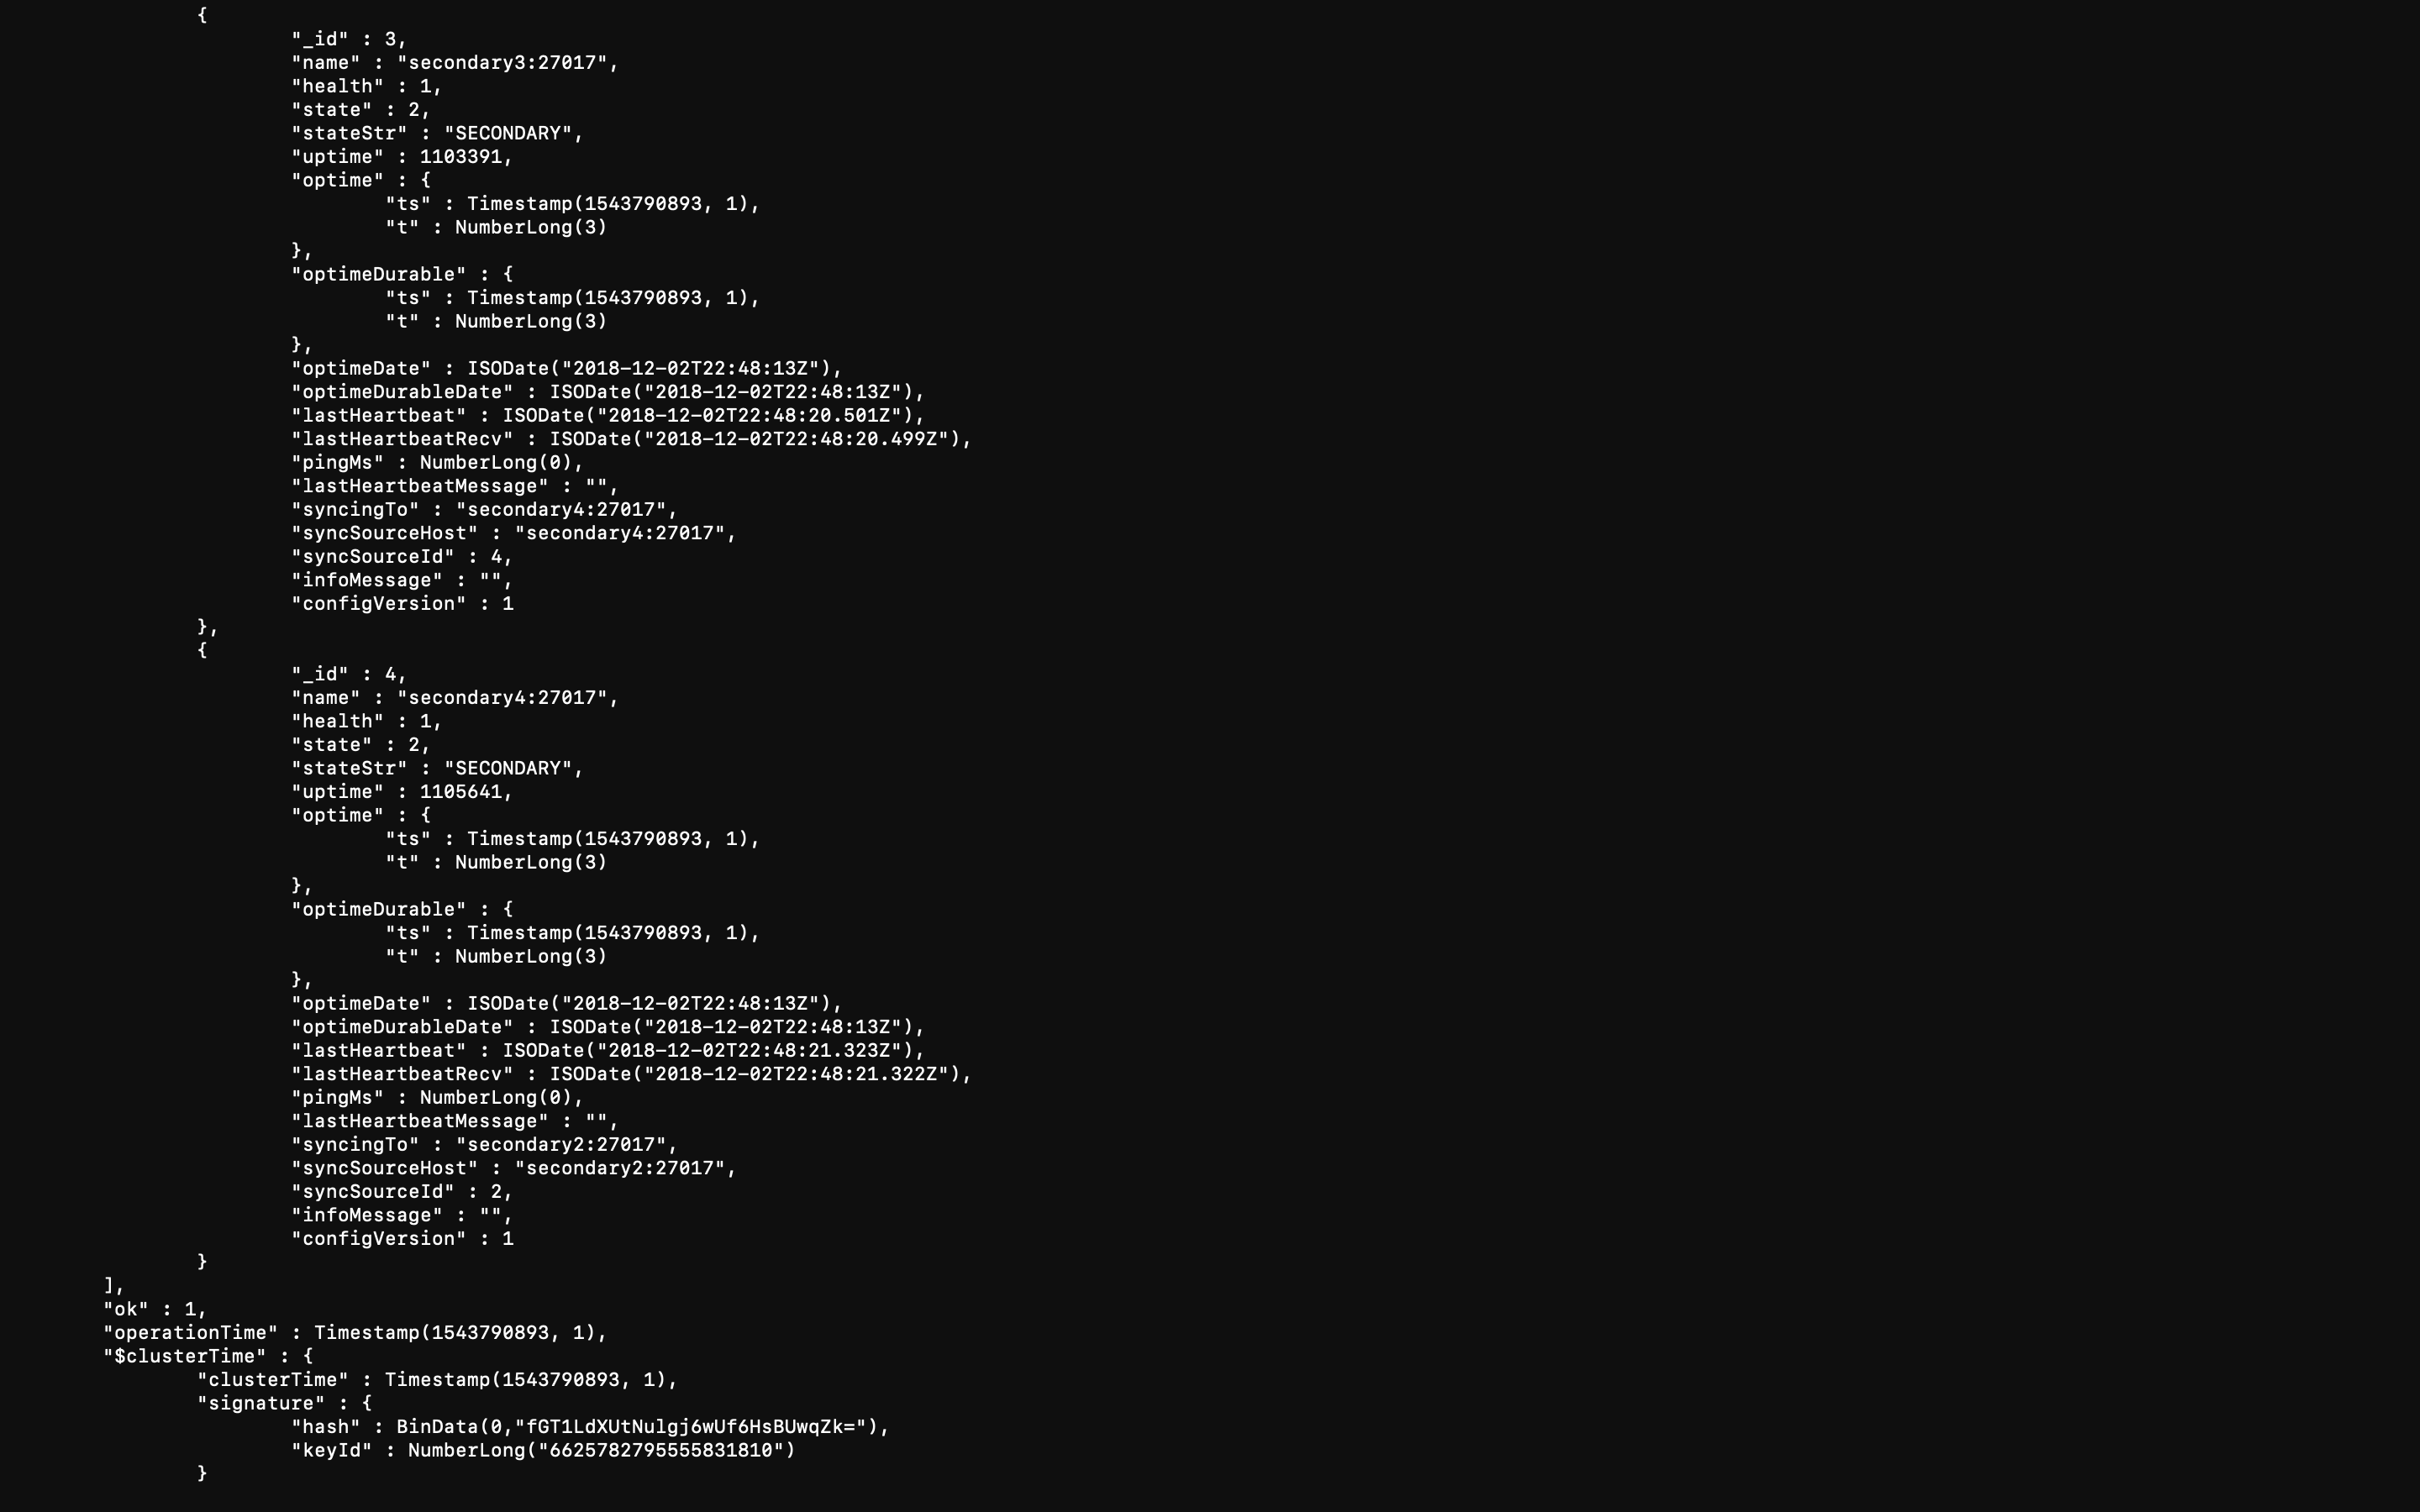 {
"_id" : 3,
"name" : "secondary3:27017",
"health" : 1,
"state" : 2,
"stateStr" : "SECONDARY",
"uptime" : 1103391,
"optime" : {
"ts" : Timestamp(1543790893, 1),
"t" : NumberLong(3)
},
"optimeDurable" : {
"ts" : Timestamp(1543790893, 1),
"t" : NumberLong(3)
},
"optimeDate" : ISODate("2018-12-02T22:48:13Z"),
"optimeDurableDate" : ISODate("2018-12-02T22:48:13Z"),
"lastHeartbeat" : ISODate("2018-12-02T22:48:20.501Z"),
"lastHeartbeatRecv" : ISODate("2018-12-02T22:48:20.499Z"),
"pingMs" : NumberLong(0),
"lastHeartbeatMessage" : "",
"syncingTo" : "secondary4:27017",
"syncSourceHost" : "secondary4:27017",
"syncSourceId" : 4,
"infoMessage" : "",
"configVersion" : 1
},
{
"_id" : 4,
"name" : "secondary4:27017",
"health" : 1,
"state" : 2,
"stateStr" : "SECONDARY",
"uptime" : 1105641,
"optime" : {
"ts" : Timestamp(1543790893, 1),
"t" : NumberLong(3)
},
"optimeDurable" : {
"ts" : Timestamp(1543790893, 1),
"t" : NumberLong(3)
},
"optimeDate" : ISODate("2018-12-02T22:48:13Z"),
"optimeDurableDate" : ISODate("2018-12-02T22:48:13Z"),
"lastHeartbeat" : ISODate("2018-12-02T22:48:21.323Z"),
"lastHeartbeatRecv" : ISODate("2018-12-02T22:48:21.322Z"),
"pingMs" : NumberLong(0),
"lastHeartbeatMessage" : "",
"syncingTo" : "secondary2:27017",
"syncSourceHost" : "secondary2:27017",
"syncSourceId" : 2,
"infoMessage" : "",
"configVersion" : 1
}
],
"ok" : 1,
"operationTime" : Timestamp(1543790893, 1),
"$clusterTime" : {
"clusterTime" : Timestamp(1543790893, 1),
"signature" : {
"hash" : BinData(0,"fGT1LdXUtNulgj6wUf6HsBUwqZk="),
"keyId" : NumberLong("6625782795555831810")
}